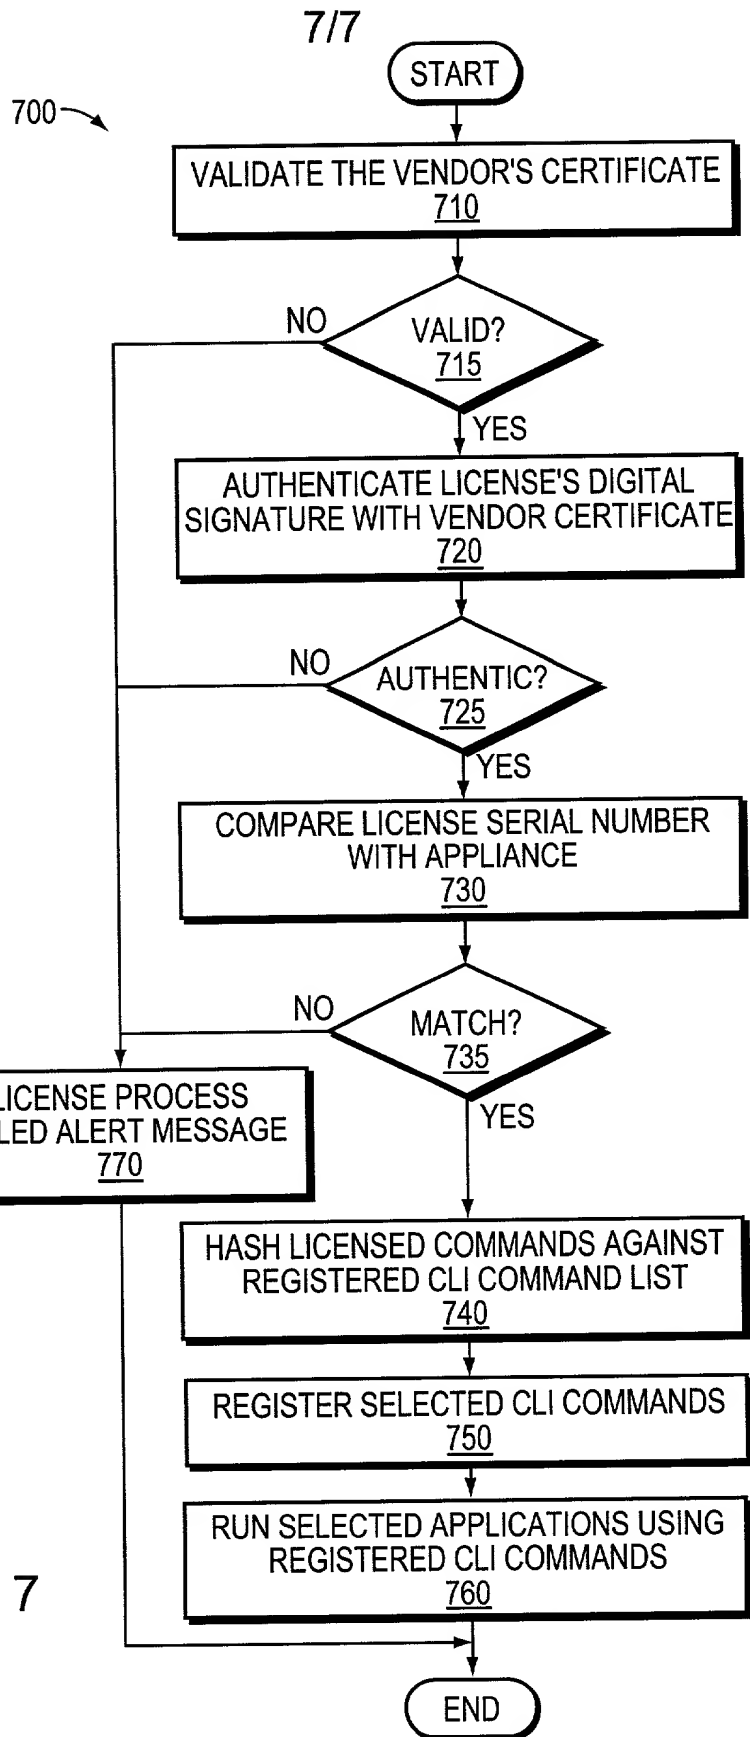 7/7
START
700
VALIDATE THE VENDOR'S CERTIFICATE
710
NO
VALID?
715
YES
AUTHENTICATE LICENSE'S DIGITAL
SIGNATURE WITH VENDOR CERTIFICATE
720
NO
AUTHENTIC?
725
YES
COMPARE LICENSE SERIAL NUMBER
WITH APPLIANCE
730
NO
MATCH?
735
YES
LICENSE PROCESS
ALERT MESSAGE
770
HASH LICENSED COMMANDS AGAINST
REGISTERED CLI COMMAND LIST
740
REGISTER SELECTED CLI COMMANDS
750
RUN SELECTED APPLICATIONS USING
REGISTERED CLI COMMANDS
760
7
END